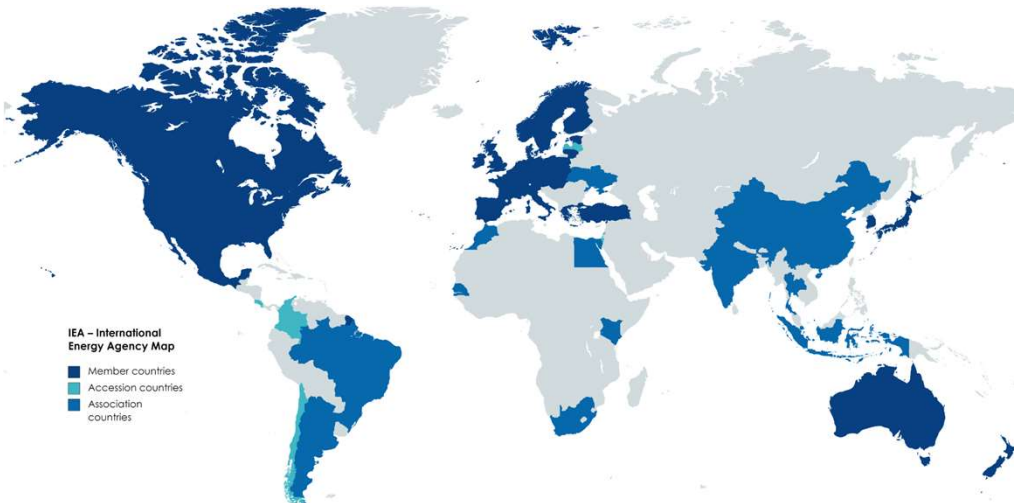 IEA – International
Energy Agency Map
Member countries
Accession countries
Association
countries